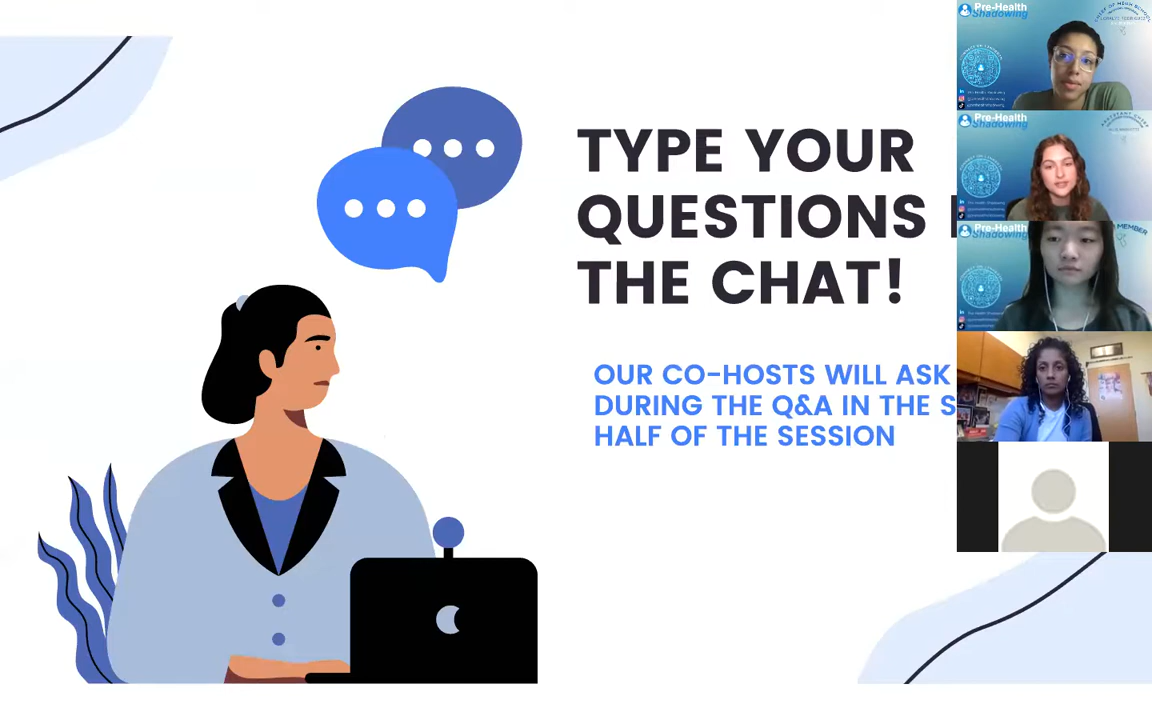 TYPE YOUR
QUESTIONS
THE CHAT!
OUR CO-HOSTS WILL ASK
DURING THE Q&A IN THE S
HALF OF THE SESSION
Pre-Health
Shadowing
Pre-Health
Shadowing
Pre-Health
Shadowing
MEMBER